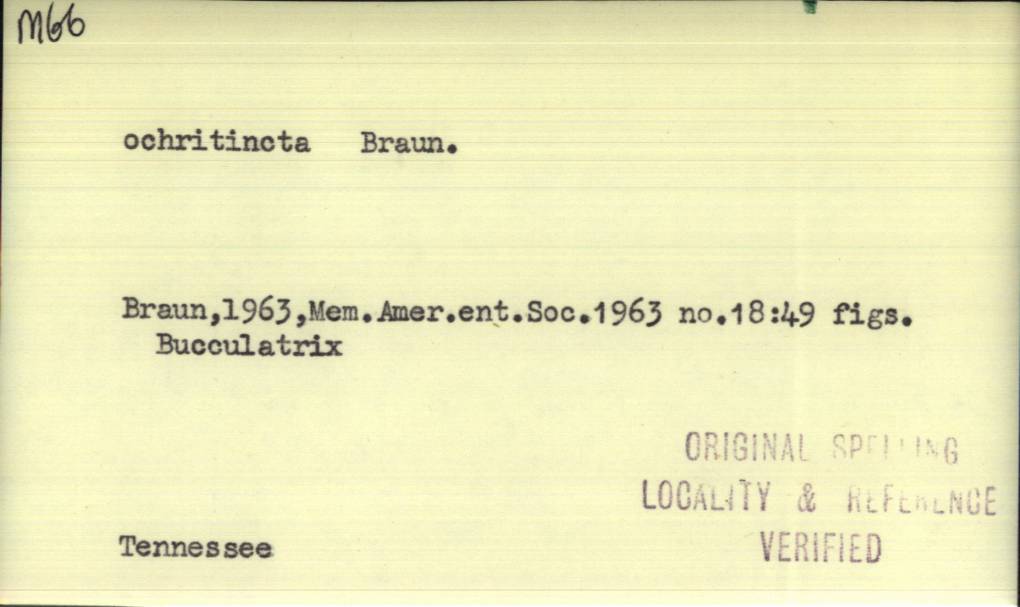 M66
ochritincta Braun.
Braun,1963,Mem.Amer.ent.Soc.1963 no.18:49 figs.
Bucculatrix
ORIGINAL SPELLING
LOCALITY & REFERENCE
VERIFIED
Tennessee